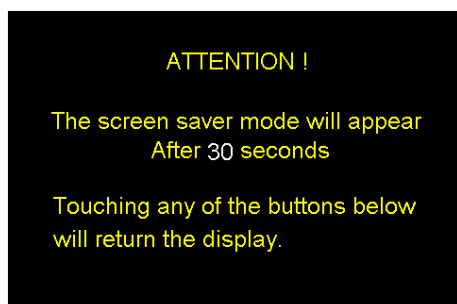 ATTENTION !
The screen saver mode will appear
After 30 seconds
Touching any of the buttons below
will return the display.